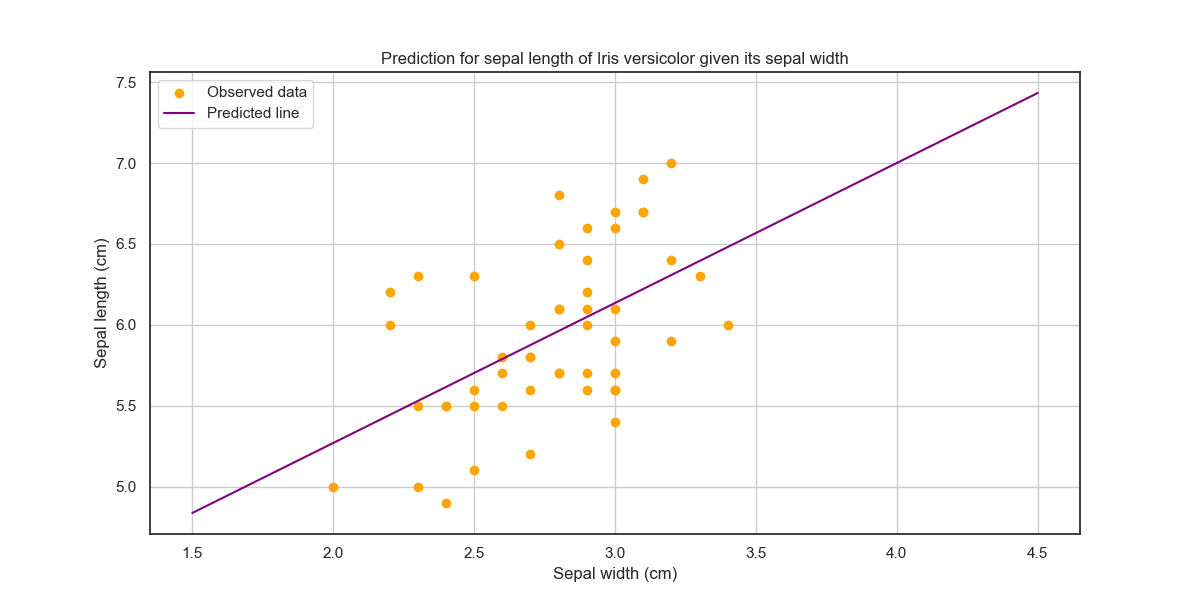 Prediction for sepal length of Iris versicolor given its sepal width
Observed data
Predicted line
Sepal length (cm)
7.5
7.0
6.5
6.0
5.5
5.0
1.5 2.0 2.5 3.0 3.5 4.0 4.5
Sepal width (cm)